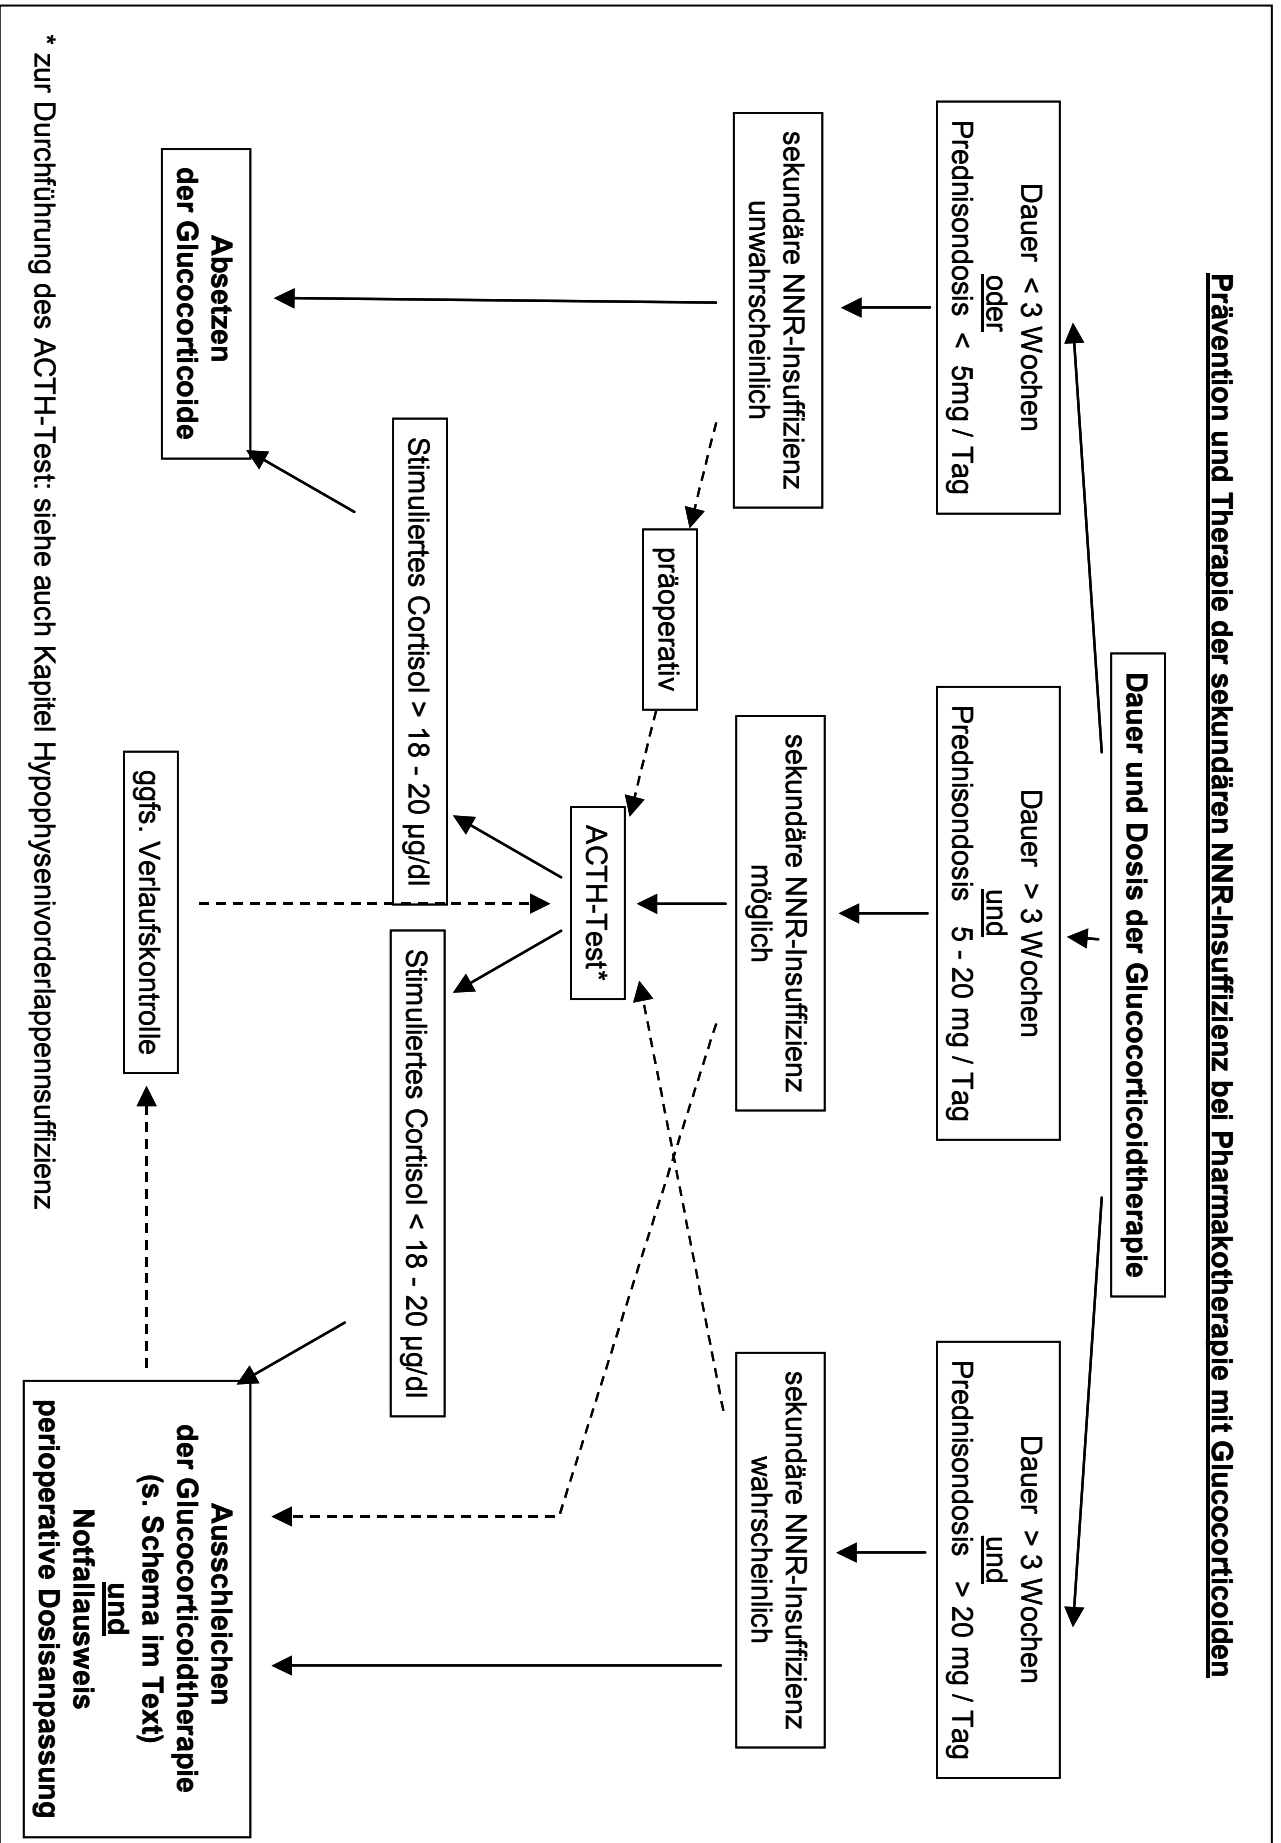 Prävention und Therapie der sekundären NNR-Insuffizienz bei Pharmakotherapie mit Glucocorticoiden
Dauer und Dosis der Glucocorticoidtherapie
Dauer < 3 Wochen
oder
Prednisondosis < 5mg / Tag
Dauer > 3 Wochen
und
Prednisondosis 5 - 20 mg / Tag
Dauer > 3 Wochen
und
Prednisondosis > 20 mg / Tag
sekundäre NNR-Insuffizienz
unwahrscheinlich
sekundäre NNR-Insuffizienz
möglich
sekundäre NNR-Insuffizienz
wahrscheinlich
präoperativ
ACTH-Test*
Stimuliertes Cortisol > 18 - 20 µg/dl
Stimuliertes Cortisol < 18 - 20 µg/dl
Absetzen
der Glucocorticoide
ggfs. Verlaufskontrolle
Ausschleichen
der Glucocorticoidtherapie
(s. Schema im Text)
und
Notfallausweis
perioperative Dosisanpassung
* zur Durchführung des ACTH-Test: siehe auch Kapitel Hypophysenivorderlappennsuffizienz